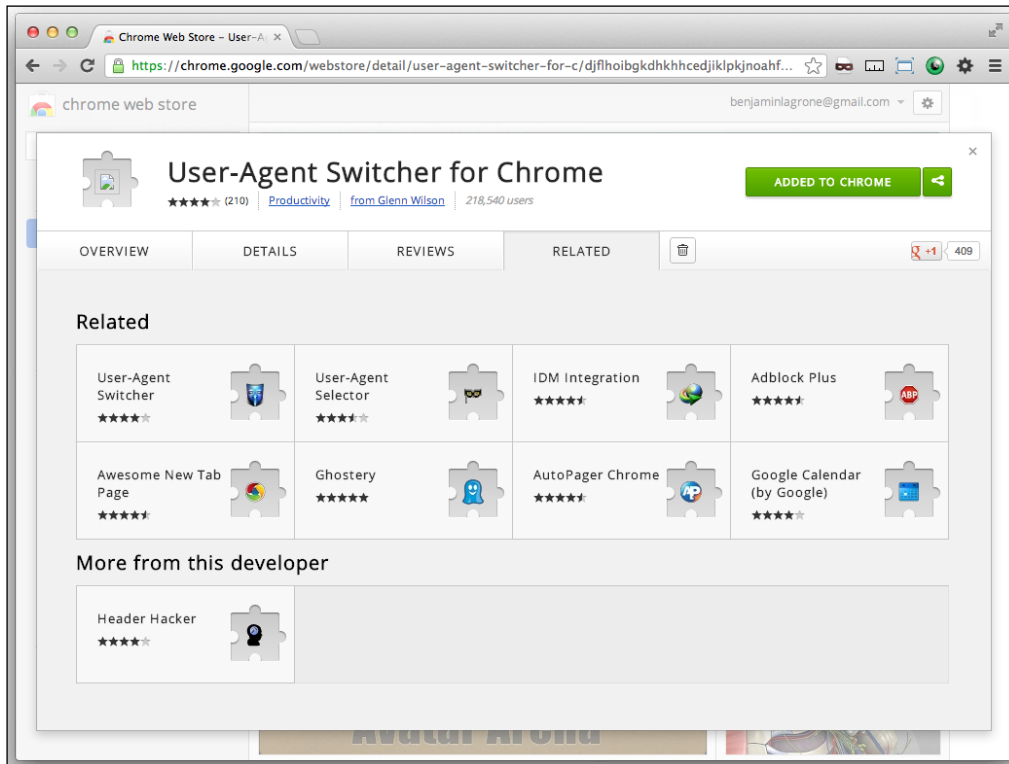 Chrome Web Store – User-A
https://chrome.google.com/webstore/detail/user-agent-switcher-for-c/djflhoibgkdhkhhcedjiklpkjnoahf...
chrome web store
benjaminlagrone@gmail.com
User-Agent Switcher for Chrome
(210) Productivity from Glenn Wilson 218,540 users
ADDED TO CHROME
OVERVIEW DETAILS REVIEWS RELATED
+1 409
Related
User-Agent
Switcher
User-Agent
Selector
IDM Integration
Adblock Plus
ABP
Awesome New Tab
Page
Ghostery
AutoPager Chrome
AP
Google Calendar
(by Google)
More from this developer
Header Hacker
Avatar Arena